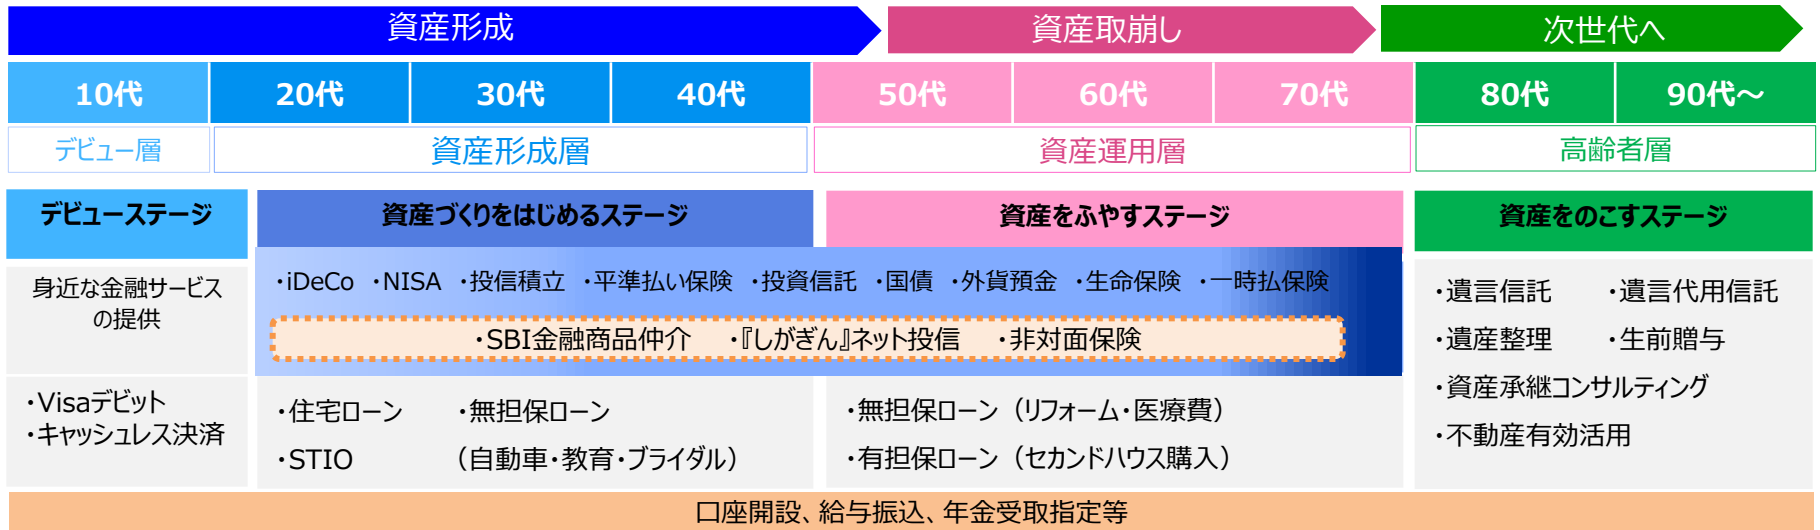 資産形成
資産取崩し
次世代へ
10代
20代
30代
40代
50代
60代
70代
80代
90代～
デビュー層
資産形成層
資産運用層
高齢者層
デビューステージ
資産づくりをはじめるステージ
資産をふやすステージ
資産をのこすステージ
身近な金融サービス
の提供
・Visaデビット
・キャッシュレス決済
・iDeCo ・NISA ・投信積立 ・平準払い保険 ・投資信託 ・国債 ・外貨預金 ・生命保険 ・一時払保険
・SBI金融商品仲介 ・『しがぎん』ネット投信 ・非対面保険
・住宅ローン ・無担保ローン
・STIO （自動車・教育・ブライダル）
・無担保ローン（リフォーム・医療費）
・有担保ローン（セカンドハウス購入）
・遺言信託 ・遺言代用信託
・遺産整理 ・生前贈与
・資産承継コンサルティング
・不動産有効活用
口座開設、給与振込、年金受取指定等